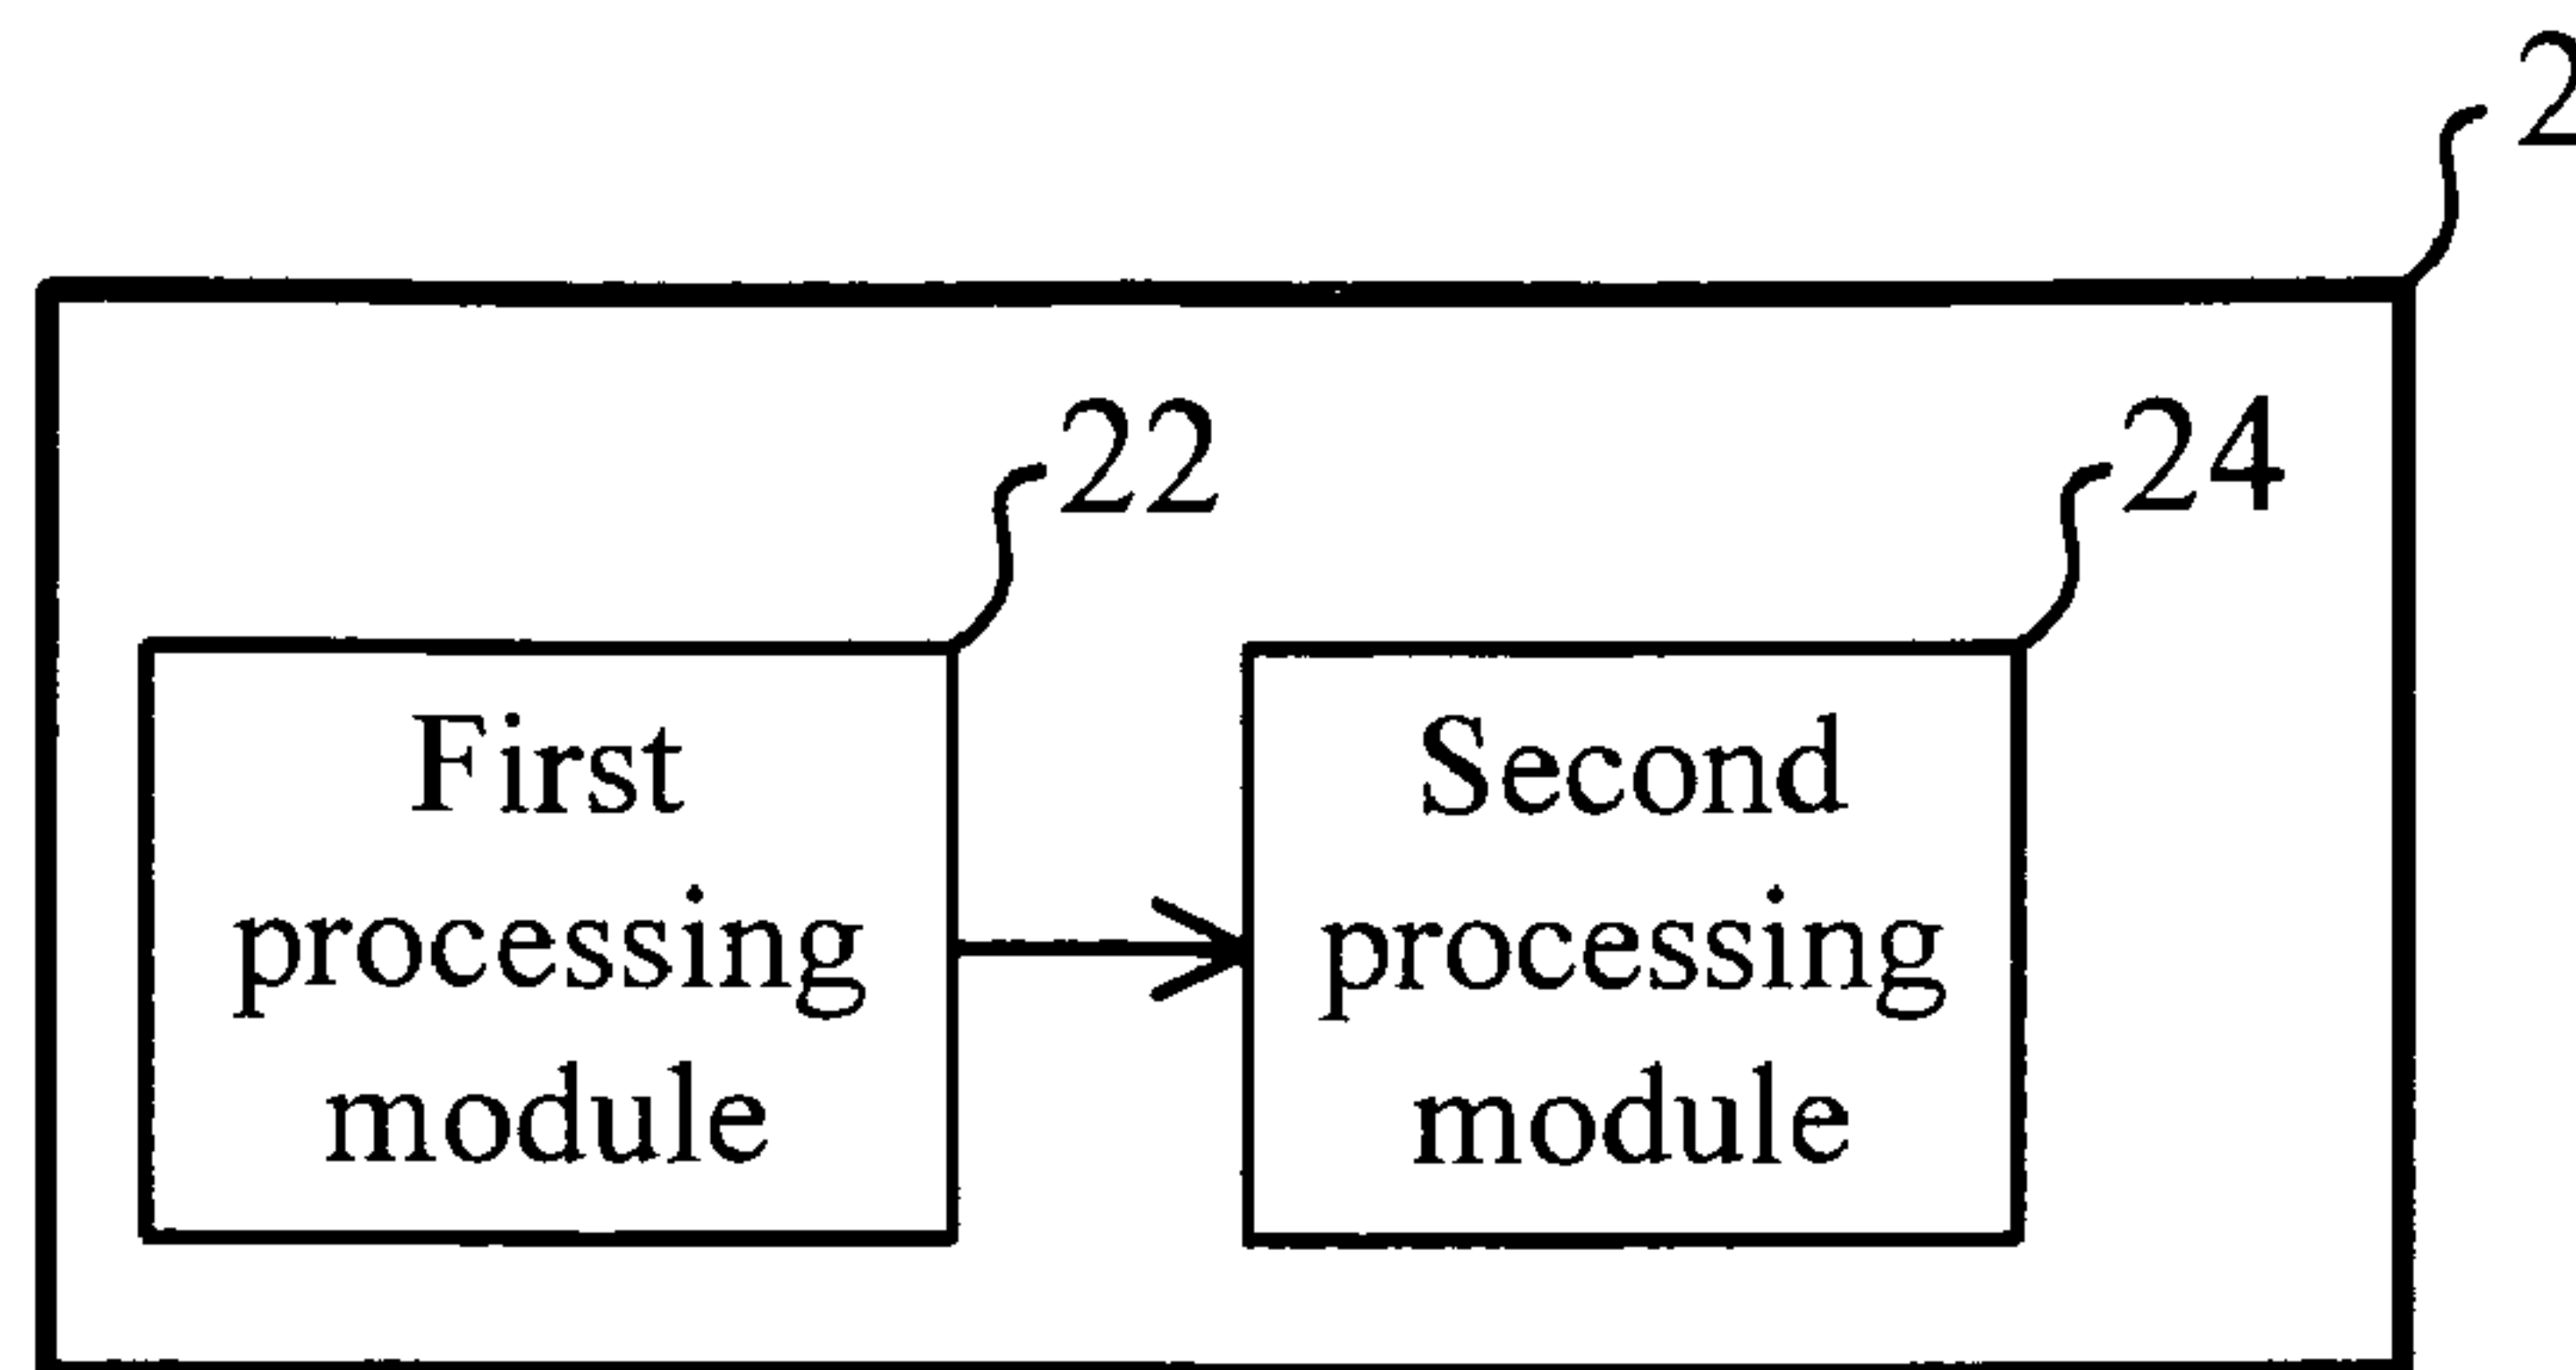 2
22
24
First
processing
module
Second
processing
module